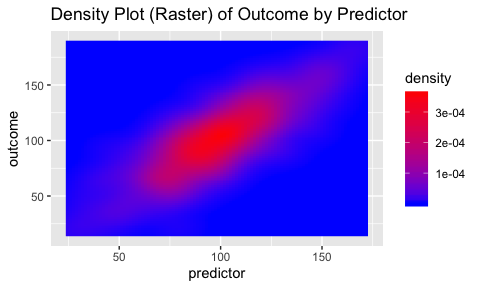 Density Plot (Raster) of Outcome by Predictor
outcome
150
100
50
50 100 150
predictor
density
3e-04
2e-04
1e-04